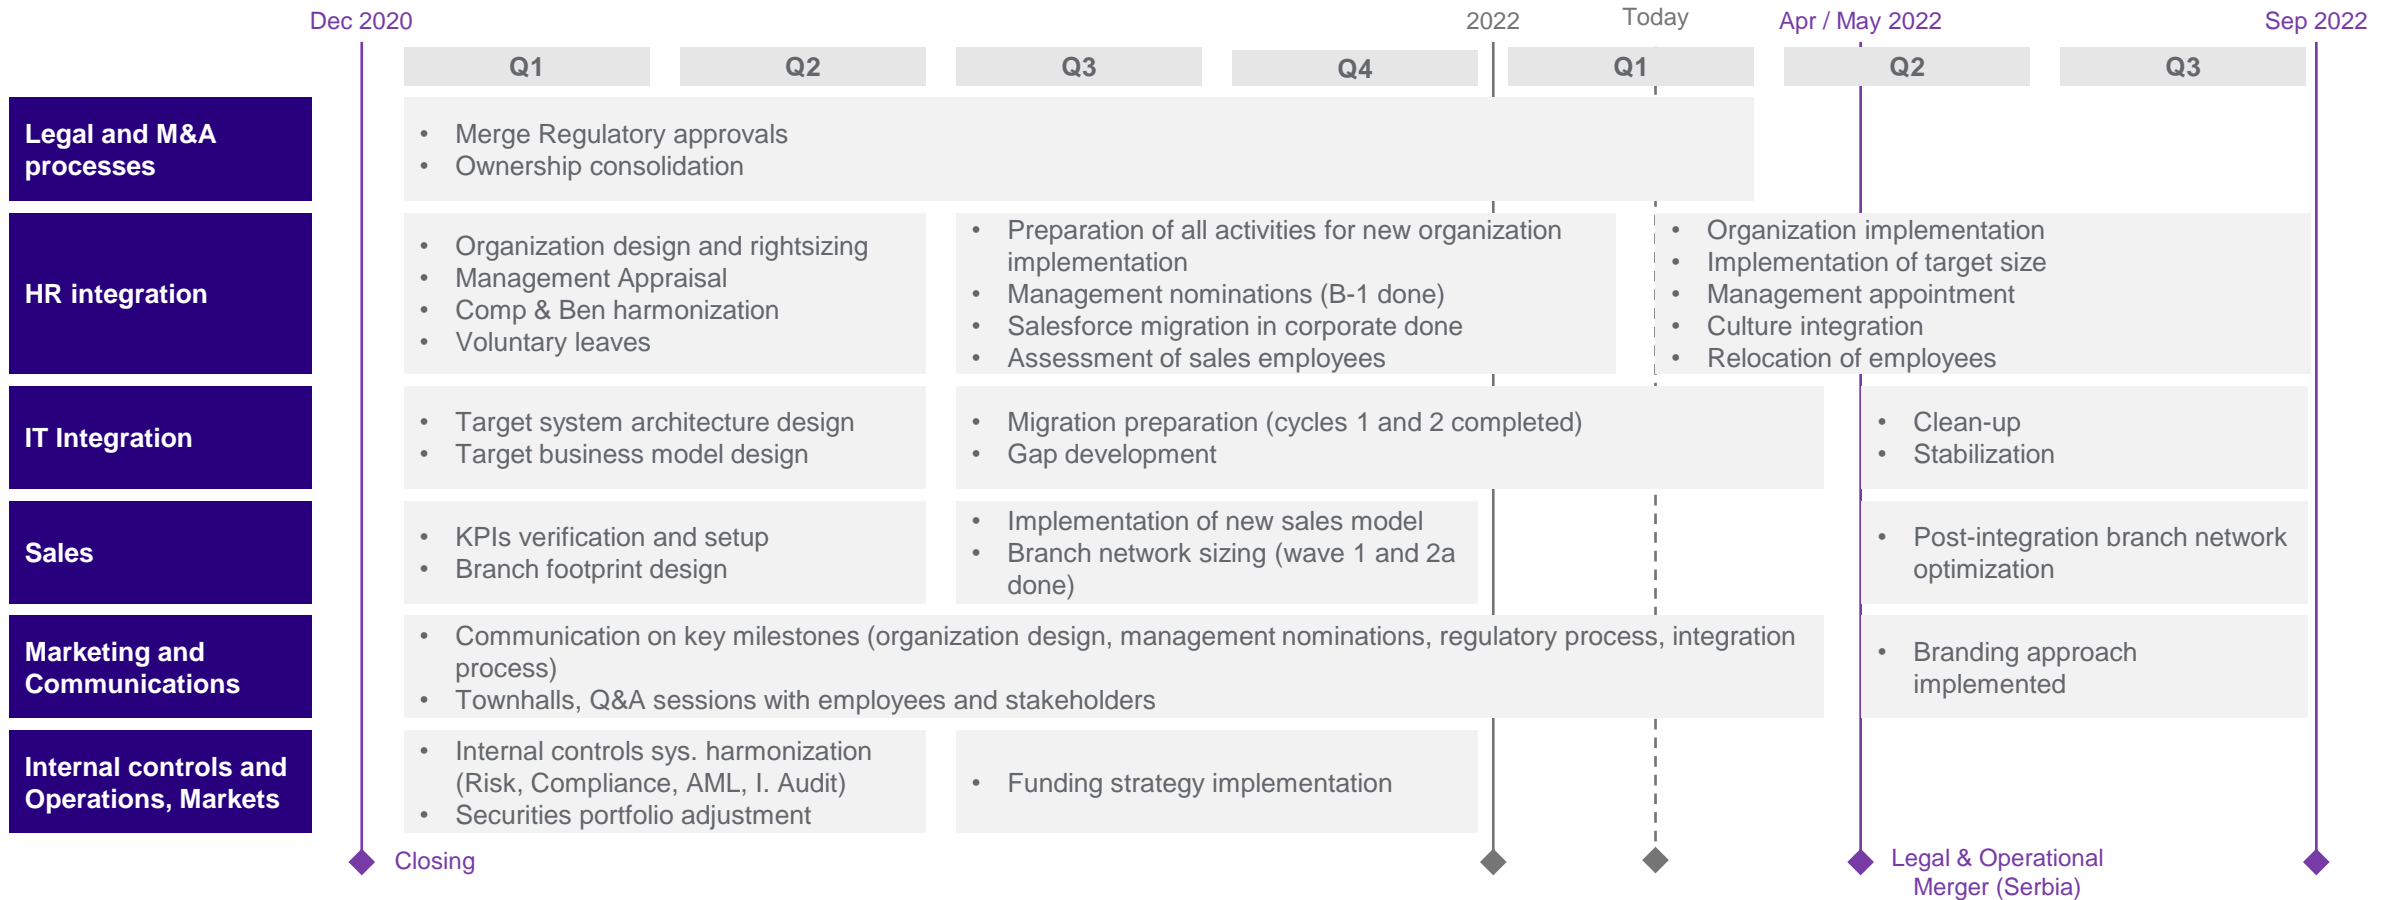 Dec 2020
2022
Today
Apr / May 2022
Sep 2022
Q1
Q2
Q3
Q4
Q1
Q2
Q3
Legal and M&A
processes
• Merge Regulatory approvals
• Ownership consolidation
HR integration
• Organization design and rightsizing
• Management Appraisal
• Comp & Ben harmonization
• Voluntary leaves
• Preparation of all activities for new organization
implementation
• Management nominations (B-1 done)
• Salesforce migration in corporate done
• Assessment of sales employees
• Organization implementation
• Implementation of target size
• Management appointment
• Culture integration
• Relocation of employees
IT Integration
• Target system architecture design
• Target business model design
• Migration preparation (cycles 1 and 2 completed)
• Gap development
• Clean-up
• Stabilization
Sales
• KPIs verification and setup
• Branch footprint design
• Implementation of new sales model
• Branch network sizing (wave 1 and 2a
done)
• Post-integration branch network
optimization
Marketing and
Communications
• Communication on key milestones (organization design, management nominations, regulatory process, integration
process)
• Townhalls, Q&A sessions with employees and stakeholders
• Branding approach
implemented
Internal controls and
Operations, Markets
• Internal controls sys. harmonization
(Risk, Compliance, AML, I. Audit)
• Securities portfolio adjustment
• Funding strategy implementation
Closing
Legal & Operational
Merger (Serbia)